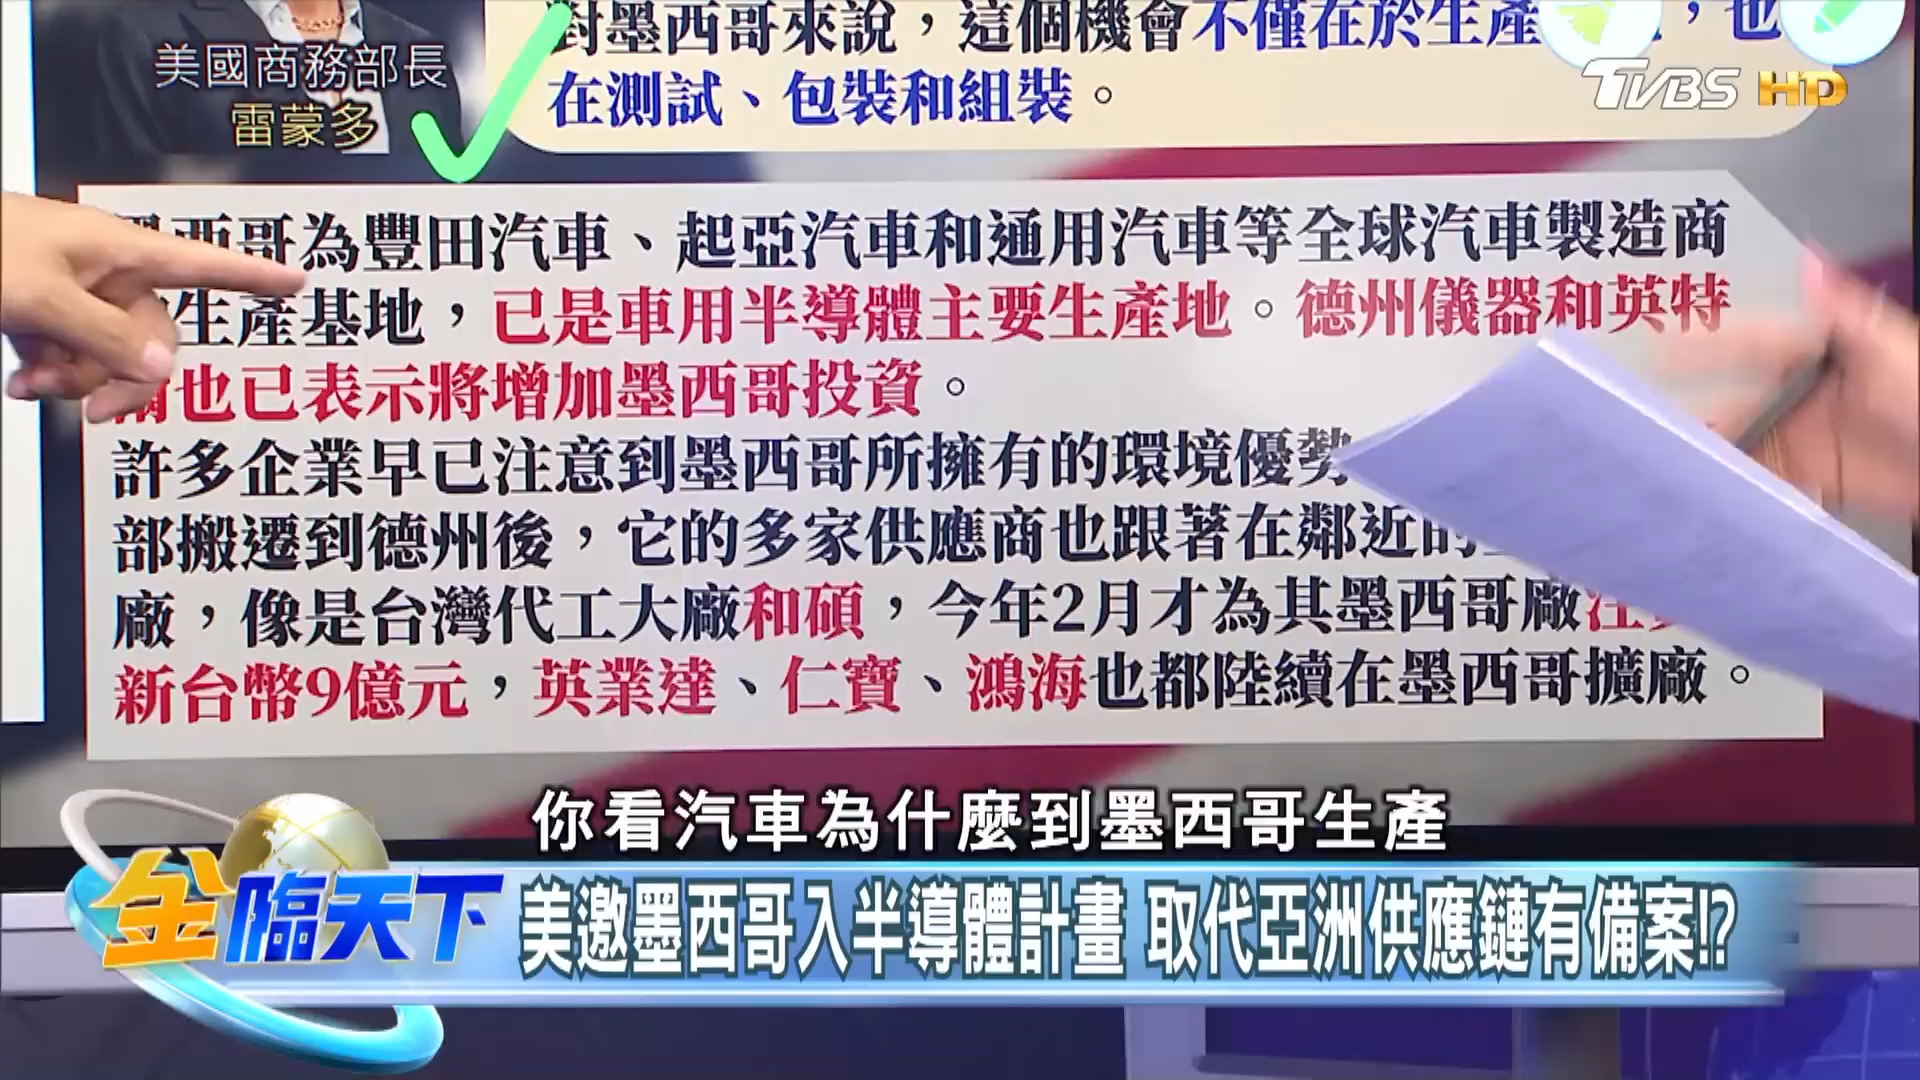 美國商務部長
雷蒙多
對墨西哥來說，這個機會不僅在於生產，也
在測試、包裝和組裝。
TVBS HD
西哥為豐田汽車、起亞汽車和通用汽車等全球汽車製造商
生產基地，已是車用半導體主要生產地。德州儀器和英特
爾也已表示將增加墨西哥投資。
許多企業早已注意到墨西哥所擁有的環境優勢
部搬遷到德州後，它的多家供應商也跟著在鄰近的
廠，像是台灣代工大廠和碩，今年2月才為其墨西哥廠注
新台幣9億元，英業達、仁寶、鴻海也都陸續在墨西哥擴廠。
你看汽車為什麼到墨西哥生產
金臨天下
美邀墨西哥入半導體計畫 取代亞洲供應鏈有備案!?